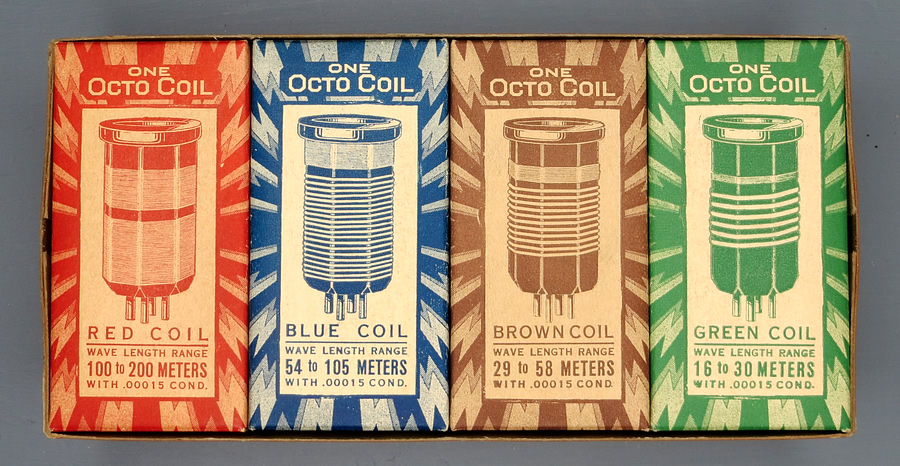 ONE
OCTO COIL
RED COIL
WAVE LENGTH RANGE
100 to 200 METERS
WITH .00015 COND.
ONE
OCTO COIL
BLUE COIL
WAVE LENGTH RANGE
54 to 105 METERS
WITH .00015 COND.
ONE
OCTO COIL
BROWN COIL
WAVE LENGTH RANGE
29 to 58 METERS
WITH .00015 COND.
ONE
OCTO COIL
GREEN COIL
WAVE LENGTH RANGE
16 to 30 METERS
WITH .00015 COND.